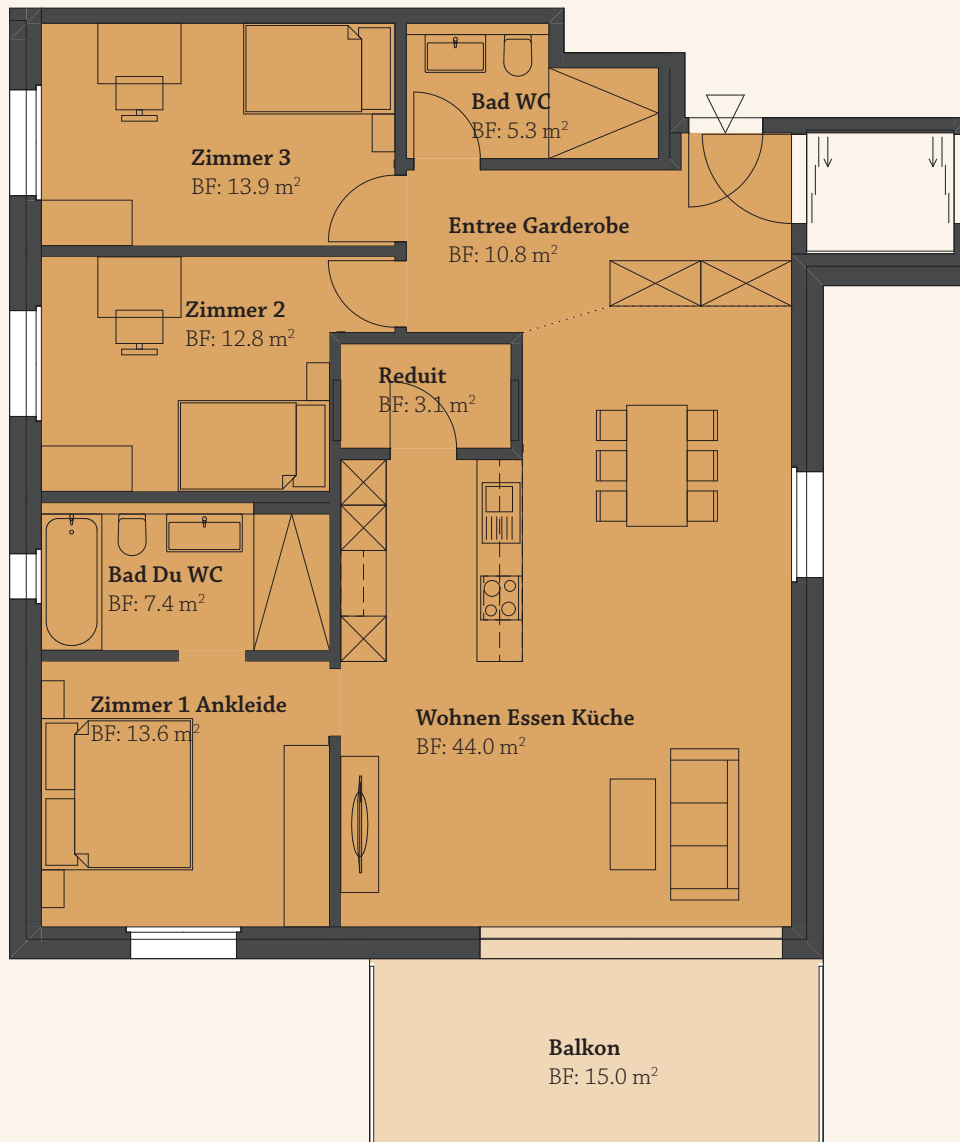 Bad WC
BF: 5.3 m²
Zimmer 3
BF: 13.9 m²
Entree Garderobe
BF: 10.8 m²
Zimmer 2
BF: 12.8 m²
Reduit
BF: 3.1 m²
Bad Du WC
BF: 7.4 m²
Zimmer 1 Ankleide
BF: 13.6 m²
Wohnen Essen Küche
BF: 44.0 m²
Balkon
BF: 15.0 m²